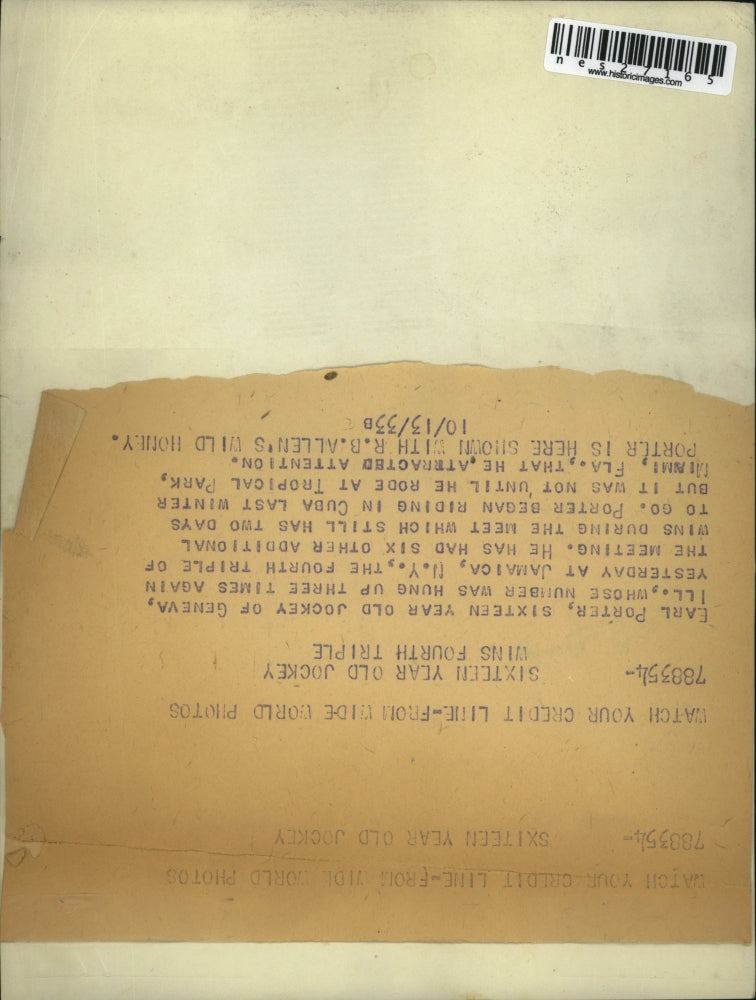 WATCH YOUR CREDIT LINE-FROM WIDE WORLD PHOTOS
788354- SXITEEN YEAR OLD JOCKEY
WATCH YOUR CREDIT LINE-FROM WIDE WORLD PHOTOS
788354- SIXTEEN YEAR OLD JOCKEY
WINS FOURTH TRIPLE
EARL PORTER, SIXTEEN YEAR OLD JOCKEY OF GENEVA,
ILL., WHOSE NUMBER WAS HUNG UP THREE TIMES AGAIN
YESTERDAY AT JAMAICA, N.Y., THE FOURTH TRIPLE OF
THE MEETING. HE HAS HAD SIX OTHER ADDITIONAL
WINS DURING THE MEET WHICH STILL HAS TWO DAYS
TO GO. PORTER BEGAN RIDING IN CUBA LAST WINTER
BUT IT WAS NOT UNTIL HE RODE AT TROPICAL PARK,
MIAMI, FLA., THAT HE ATTRACTED ATTENTION.
PORTER IS HERE SHOWN WITH R.B.ALLEN'S WILD HONEY.
10/13/33B
nes27165
www.historicimages.com